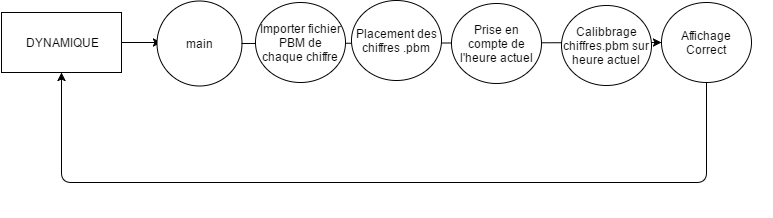 DYNAMIQUE
main
Importer fichier
PBM de
chaque chiffre
Placement des
chiffres .pbm
Prise en
compte de
l'heure actuel
Calibbrage
chiffres.pbm sur
heure actuel
Affichage
Correct